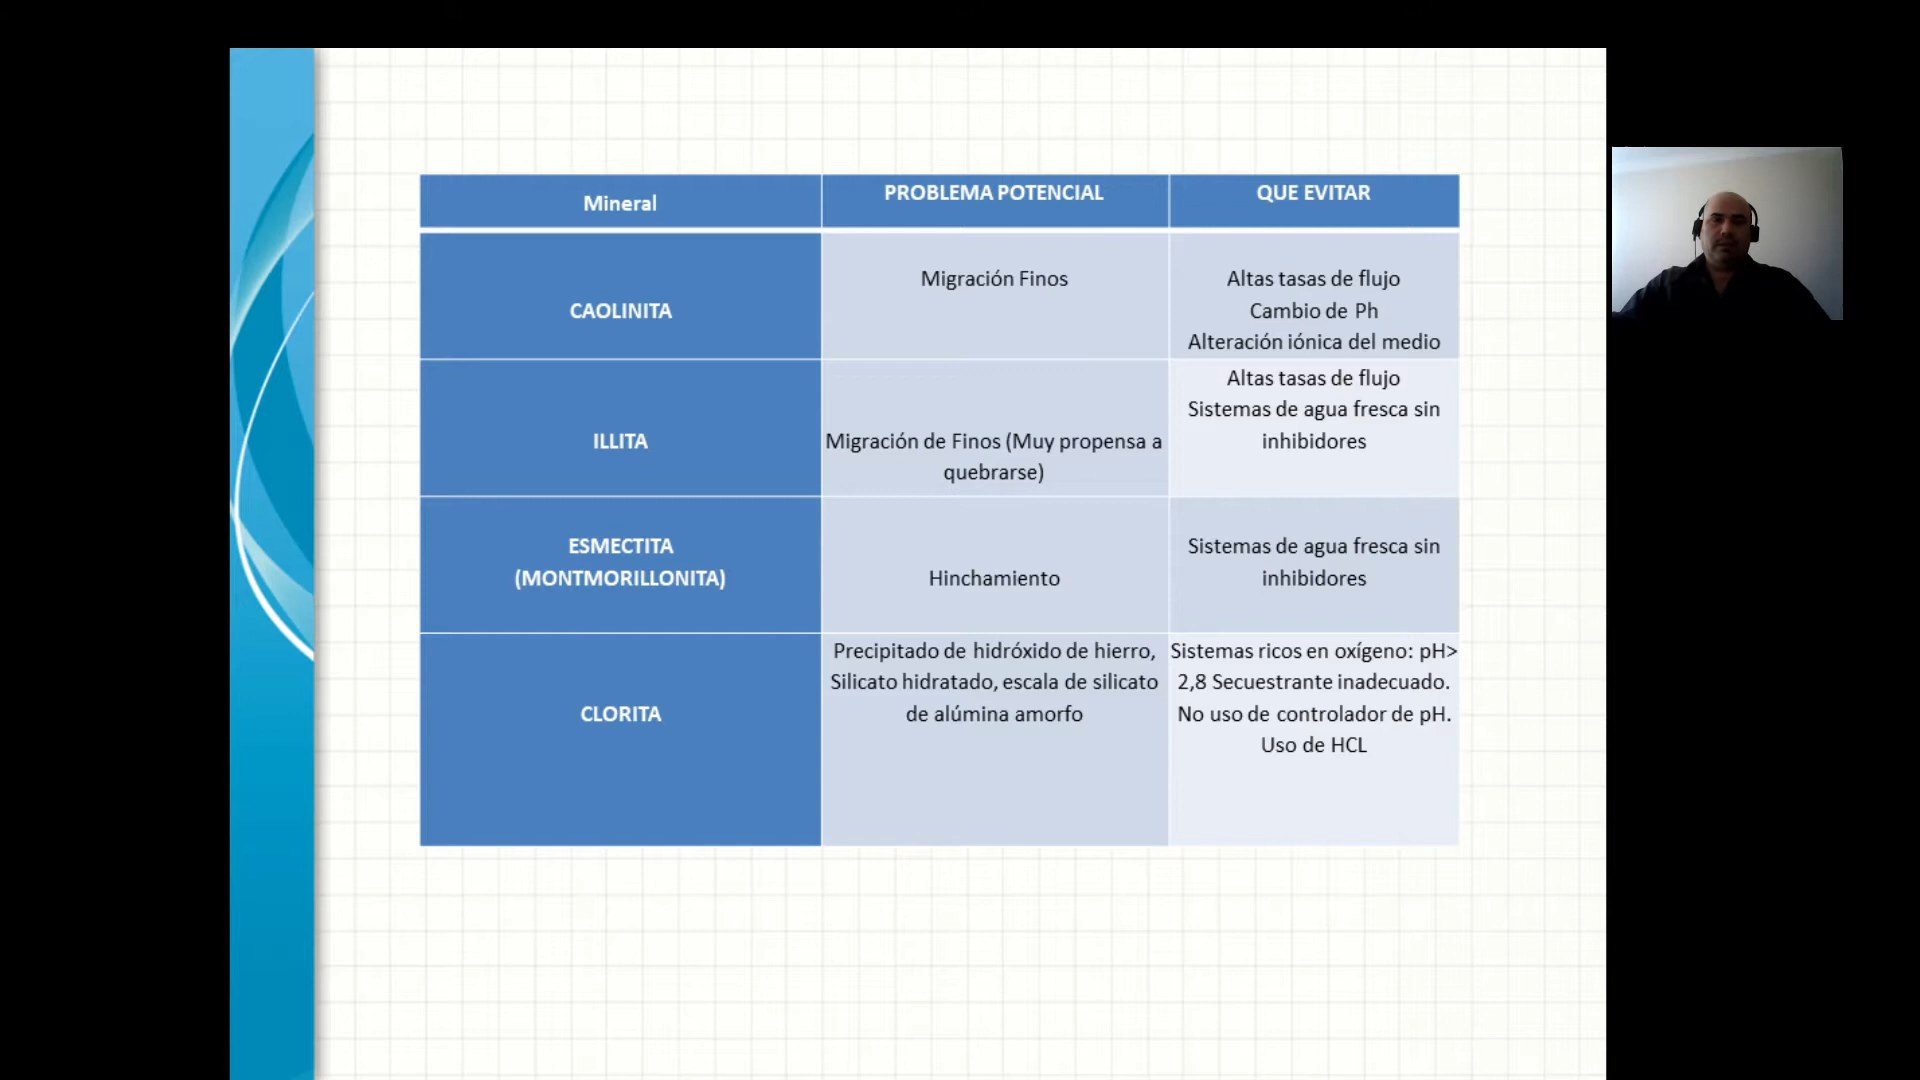 Mineral
PROBLEMA POTENCIAL
QUE EVITAR
CAOLINITA
Migración Finos
Altas tasas de flujo
Cambio de Ph
Alteración iónica del medio
ILLITA
Migración de Finos (Muy propensa a
quebrarse)
Altas tasas de flujo
Sistemas de agua fresca sin
inhibidores
ESMECTITA
(MONTMORILLONITA)
Hinchamiento
Sistemas de agua fresca sin
inhibidores
CLORITA
Precipitado de hidróxido de hierro,
Silicato hidratado, escala de silicato
de alúmina amorfo
Sistemas ricos en oxígeno: pH>
2,8 Secuestrante inadecuado.
No uso de controlador de pH.
Uso de HCL